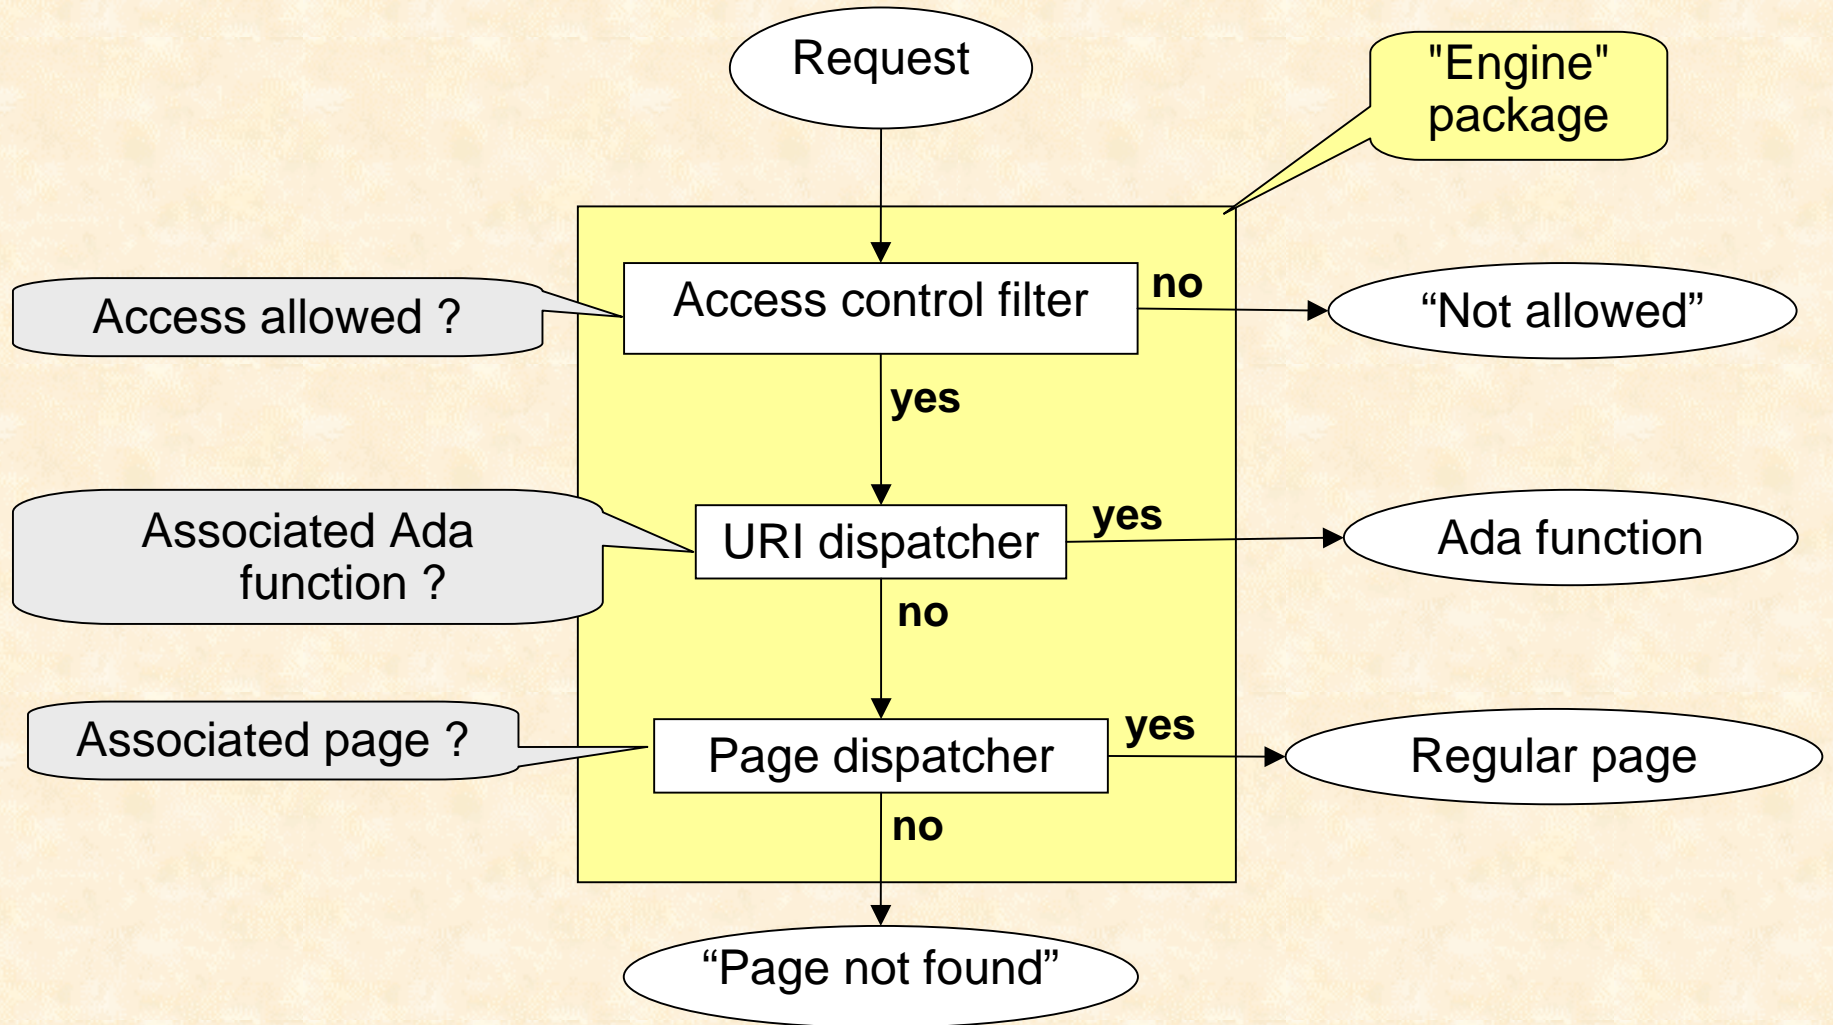 Request
"Engine"
package
Access allowed ?
Access control filter
no
“Not allowed”
yes
Associated Ada
function ?
URI dispatcher
yes
Ada function
no
Associated page ?
Page dispatcher
yes
Regular page
no
“Page not found”